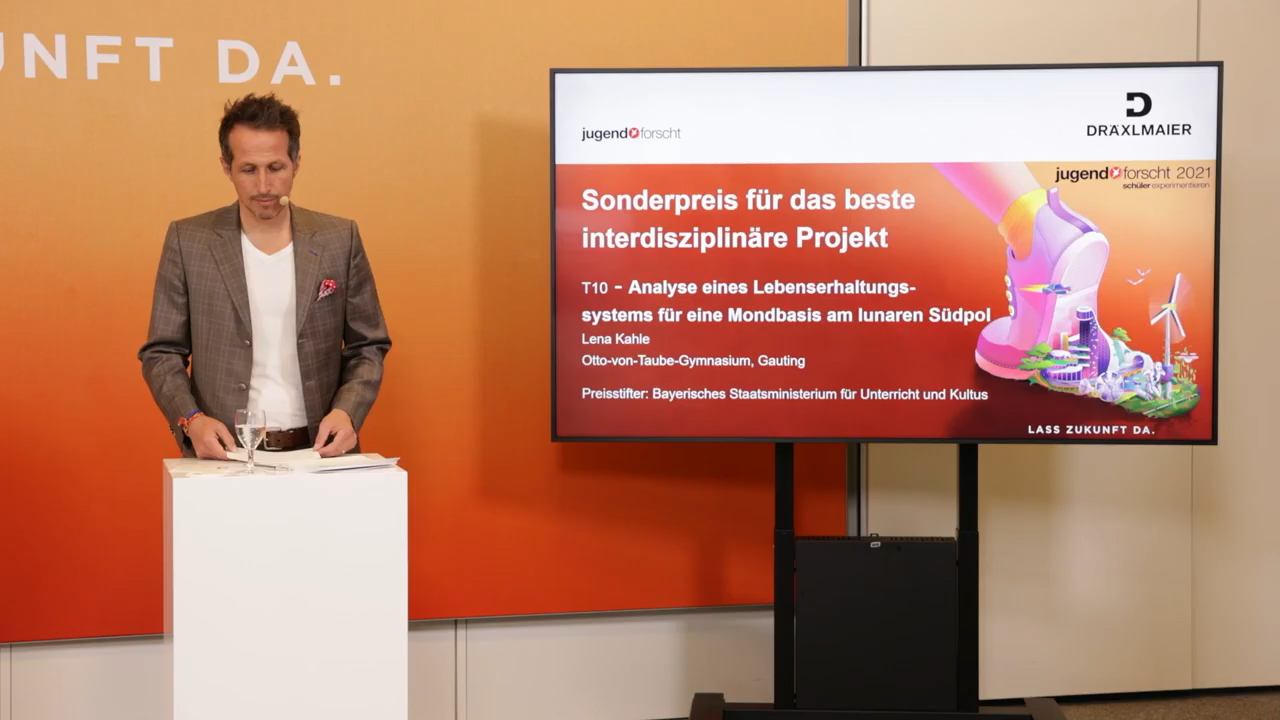 UNFT DA.
jugend forscht
DRÄXLMAIER
jugend forscht 2021
schüler experimentieren
Sonderpreis für das beste
interdisziplinäre Projekt
T10 - Analyse eines Lebenserhaltungs-
systems für eine Mondbasis am lunaren Südpol
Lena Kahle
Otto-von-Taube-Gymnasium, Gauting
Preisstifter: Bayerisches Staatsministerium für Unterricht und Kultus
LASS ZUKUNFT DA.